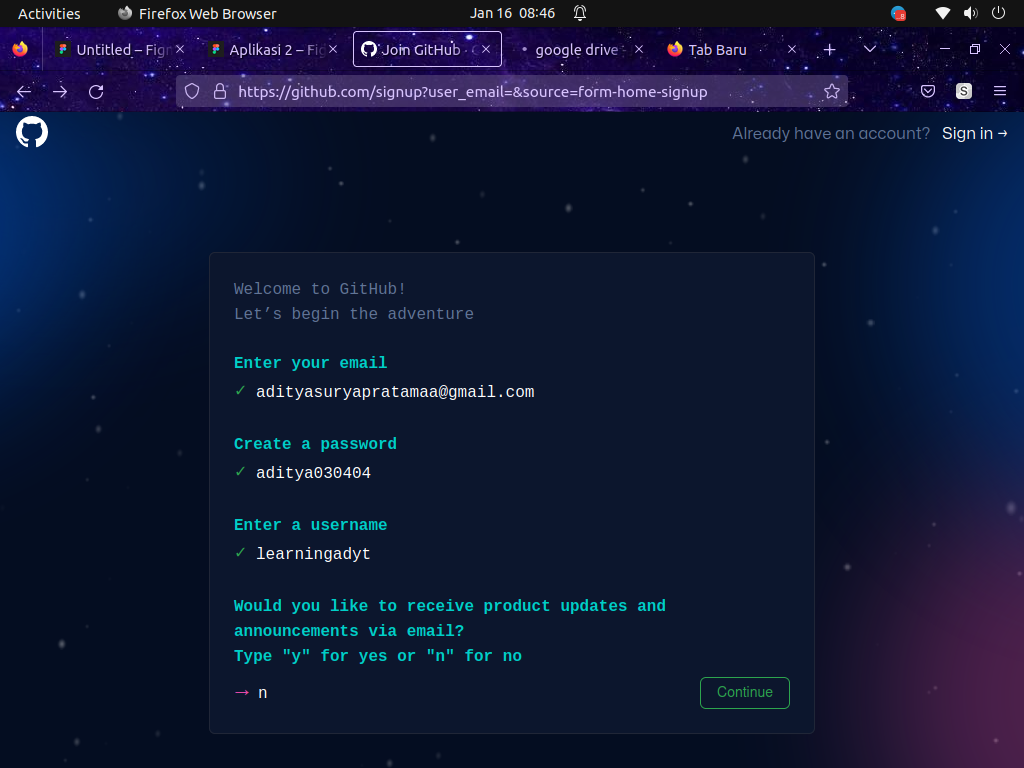 Activities
Firefox Web Browser
Jan 16 08:46
Untitled – Fig
Aplikasi 2 – Fi
Join GitHub ·
google drive -
Tab Baru
https://github.com/signup?user_email=&source=form-home-signup
S
Already have an account? Sign in →
Welcome to GitHub!
Let’s begin the adventure
Enter your email
✓ adityasuryapratamaa@gmail.com
Create a password
✓ aditya030404
Enter a username
✓ learningadyt
Would you like to receive product updates and
announcements via email?
Type "y" for yes or "n" for no
→ n
Continue